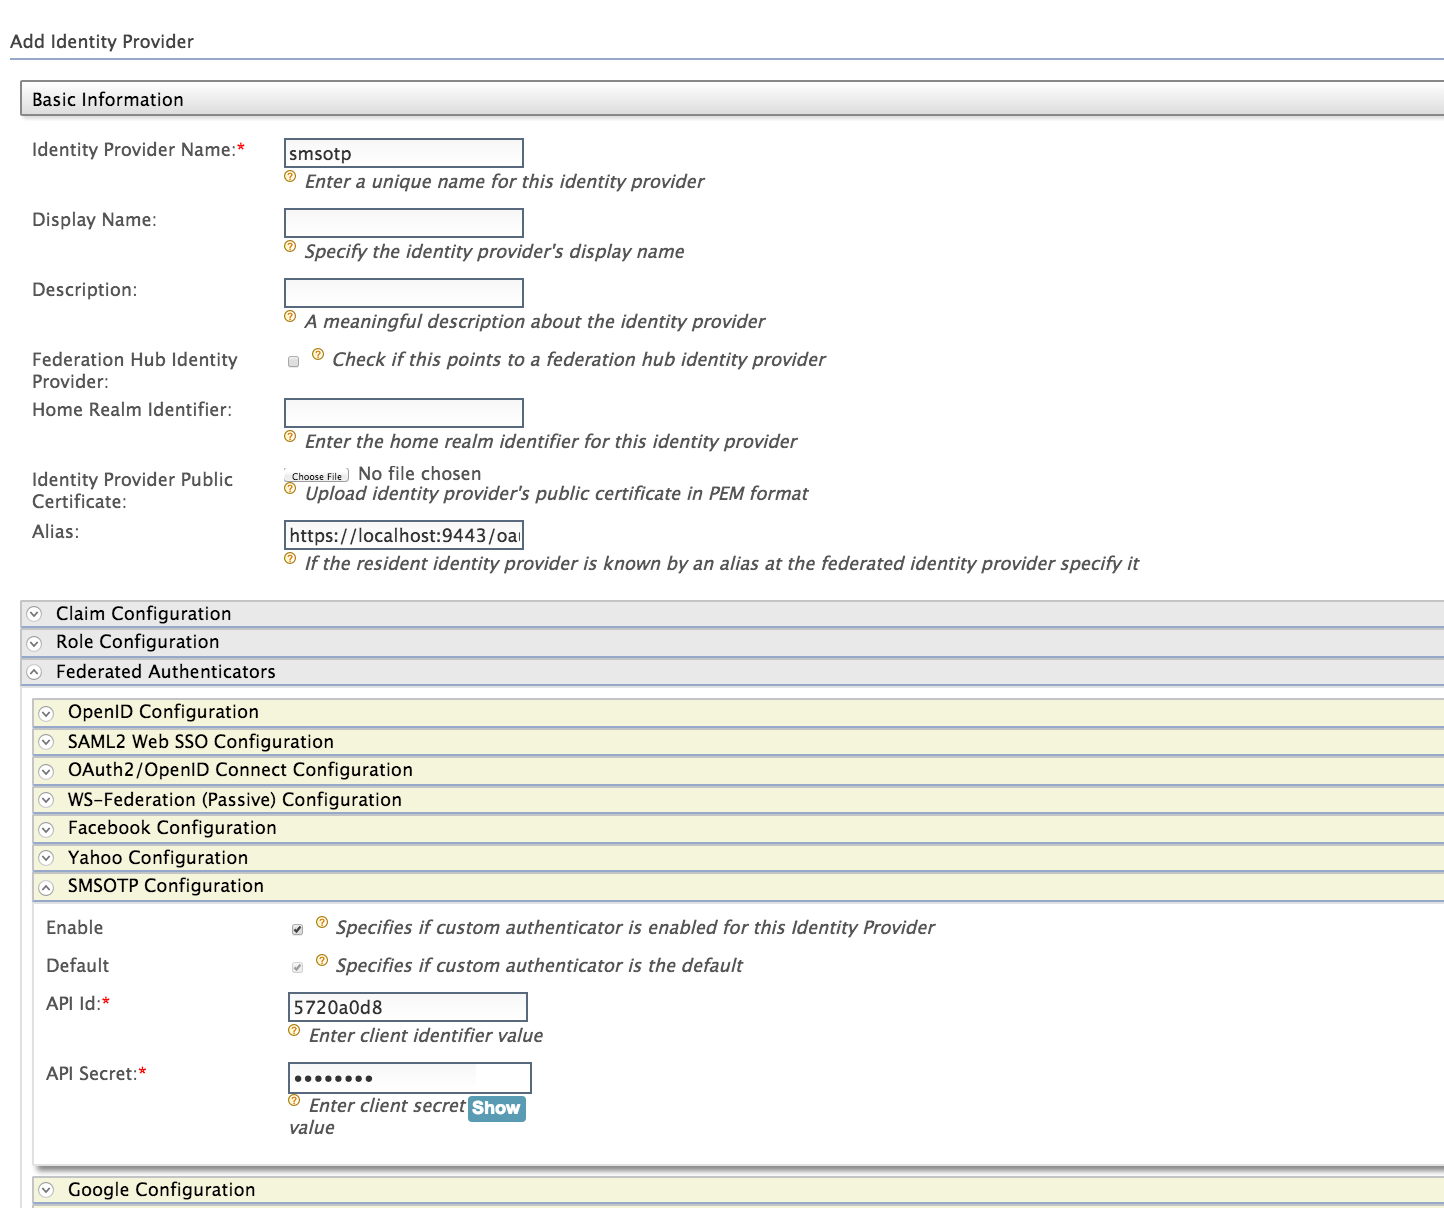 Add Identity Provider
Basic Information
Identity Provider Name:*
smsotp
Enter a unique name for this identity provider
Display Name:
Specify the identity provider's display name
Description:
A meaningful description about the identity provider
Federation Hub Identity
Provider:
Check if this points to a federation hub identity provider
Home Realm Identifier:
Enter the home realm identifier for this identity provider
Identity Provider Public
Certificate:
Choose File No file chosen
Upload identity provider's public certificate in PEM format
Alias:
https://localhost:9443/oa
If the resident identity provider is known by an alias at the federated identity provider specify it
Claim Configuration
Role Configuration
Federated Authenticators
OpenID Configuration
SAML2 Web SSO Configuration
OAuth2/OpenID Connect Configuration
WS-Federation (Passive) Configuration
Facebook Configuration
Yahoo Configuration
SMSOTP Configuration
Enable
Specifies if custom authenticator is enabled for this Identity Provider
Default
Specifies if custom authenticator is the default
API Id:*
5720a0d8
Enter client identifier value
API Secret:*
••••••••
Enter client secret Show
value
Google Configuration